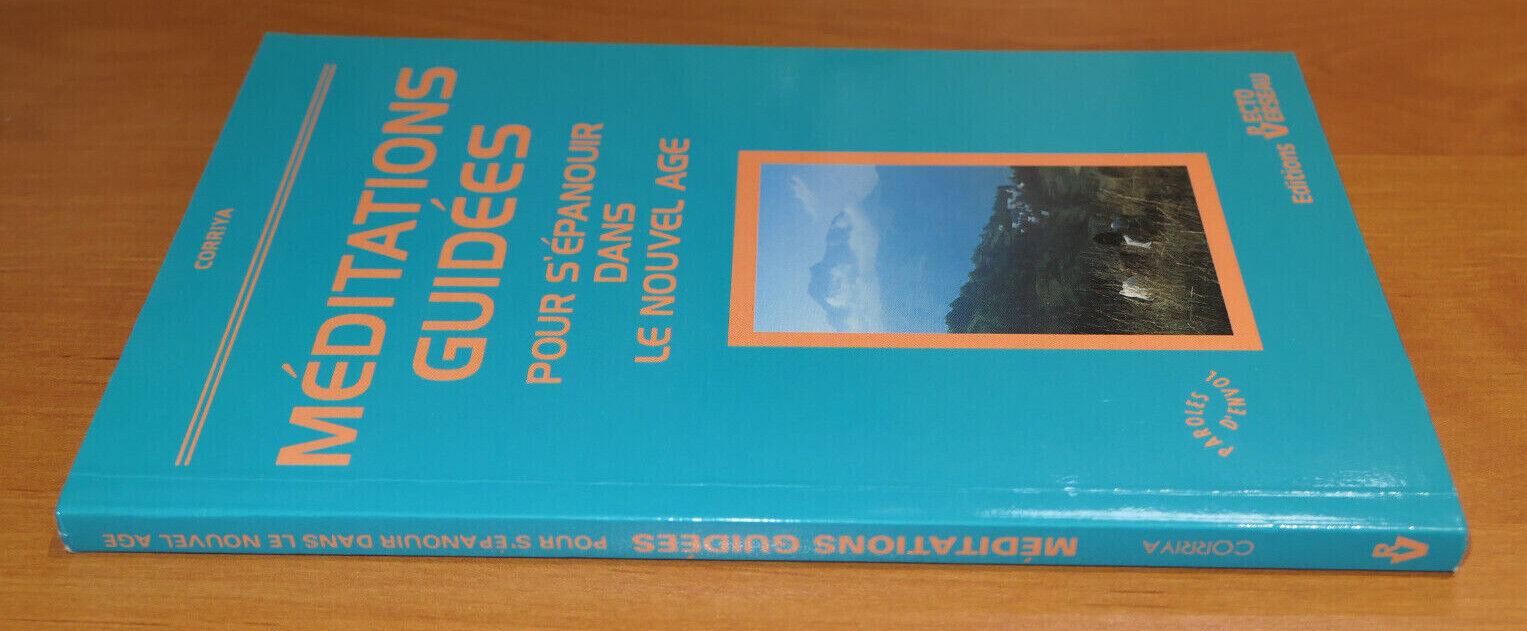 CORRIYA
MÉDITATIONS
GUIDÉES
POUR S'ÉPANOUIR
DANS
LE NOUVEL AGE
PAROLES
D'ENVOL
Editions RECTO
VERSEAU
RV CORRIYA MÉDITATIONS GUIDÉES POUR S'ÉPANOUIR DANS LE NOUVEL AGE